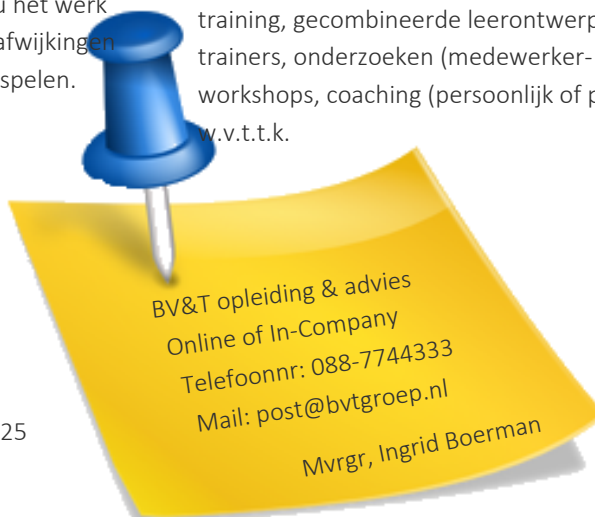 u het werk
afwijkingen
spelen.
training, gecombineerde leerontwerp
trainers, onderzoeken (medewerker-
workshops, coaching (persoonlijk of p
w.v.t.t.k.
BV&T opleiding & advies
Online of In-Company
Telefoonnr: 088-7744333
Mail: post@bvtgroep.nl
Mvrgr, Ingrid Boerman
25